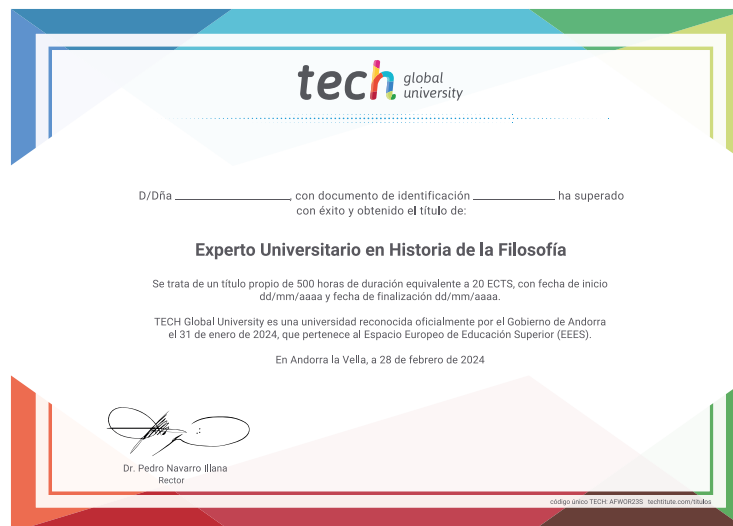 tech global university
D/Dña ____________________, con documento de identificación ______________ ha superado
con éxito y obtenido el título de:
Experto Universitario en Historia de la Filosofía
Se trata de un título propio de 500 horas de duración equivalente a 20 ECTS, con fecha de inicio
dd/mm/aaaa y fecha de finalización dd/mm/aaaa.
TECH Global University es una universidad reconocida oficialmente por el Gobierno de Andorra
el 31 de enero de 2024, que pertenece al Espacio Europeo de Educación Superior (EEES).
En Andorra la Vella, a 28 de febrero de 2024
Dr. Pedro Navarro Illana
Rector
código único TECH: AFWOR23S techtitute.com/titulos